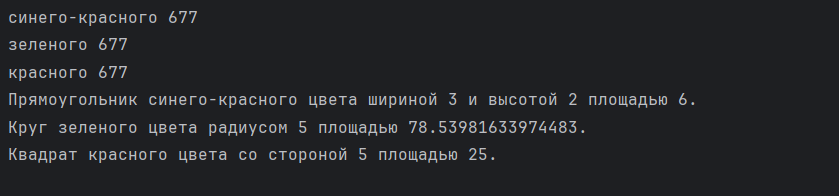 синего-красного 677
зеленого 677
красного 677
Прямоугольник синего-красного цвета шириной 3 и высотой 2 площадью 6.
Круг зеленого цвета радиусом 5 площадью 78.53981633974483.
Квадрат красного цвета со стороной 5 площадью 25.